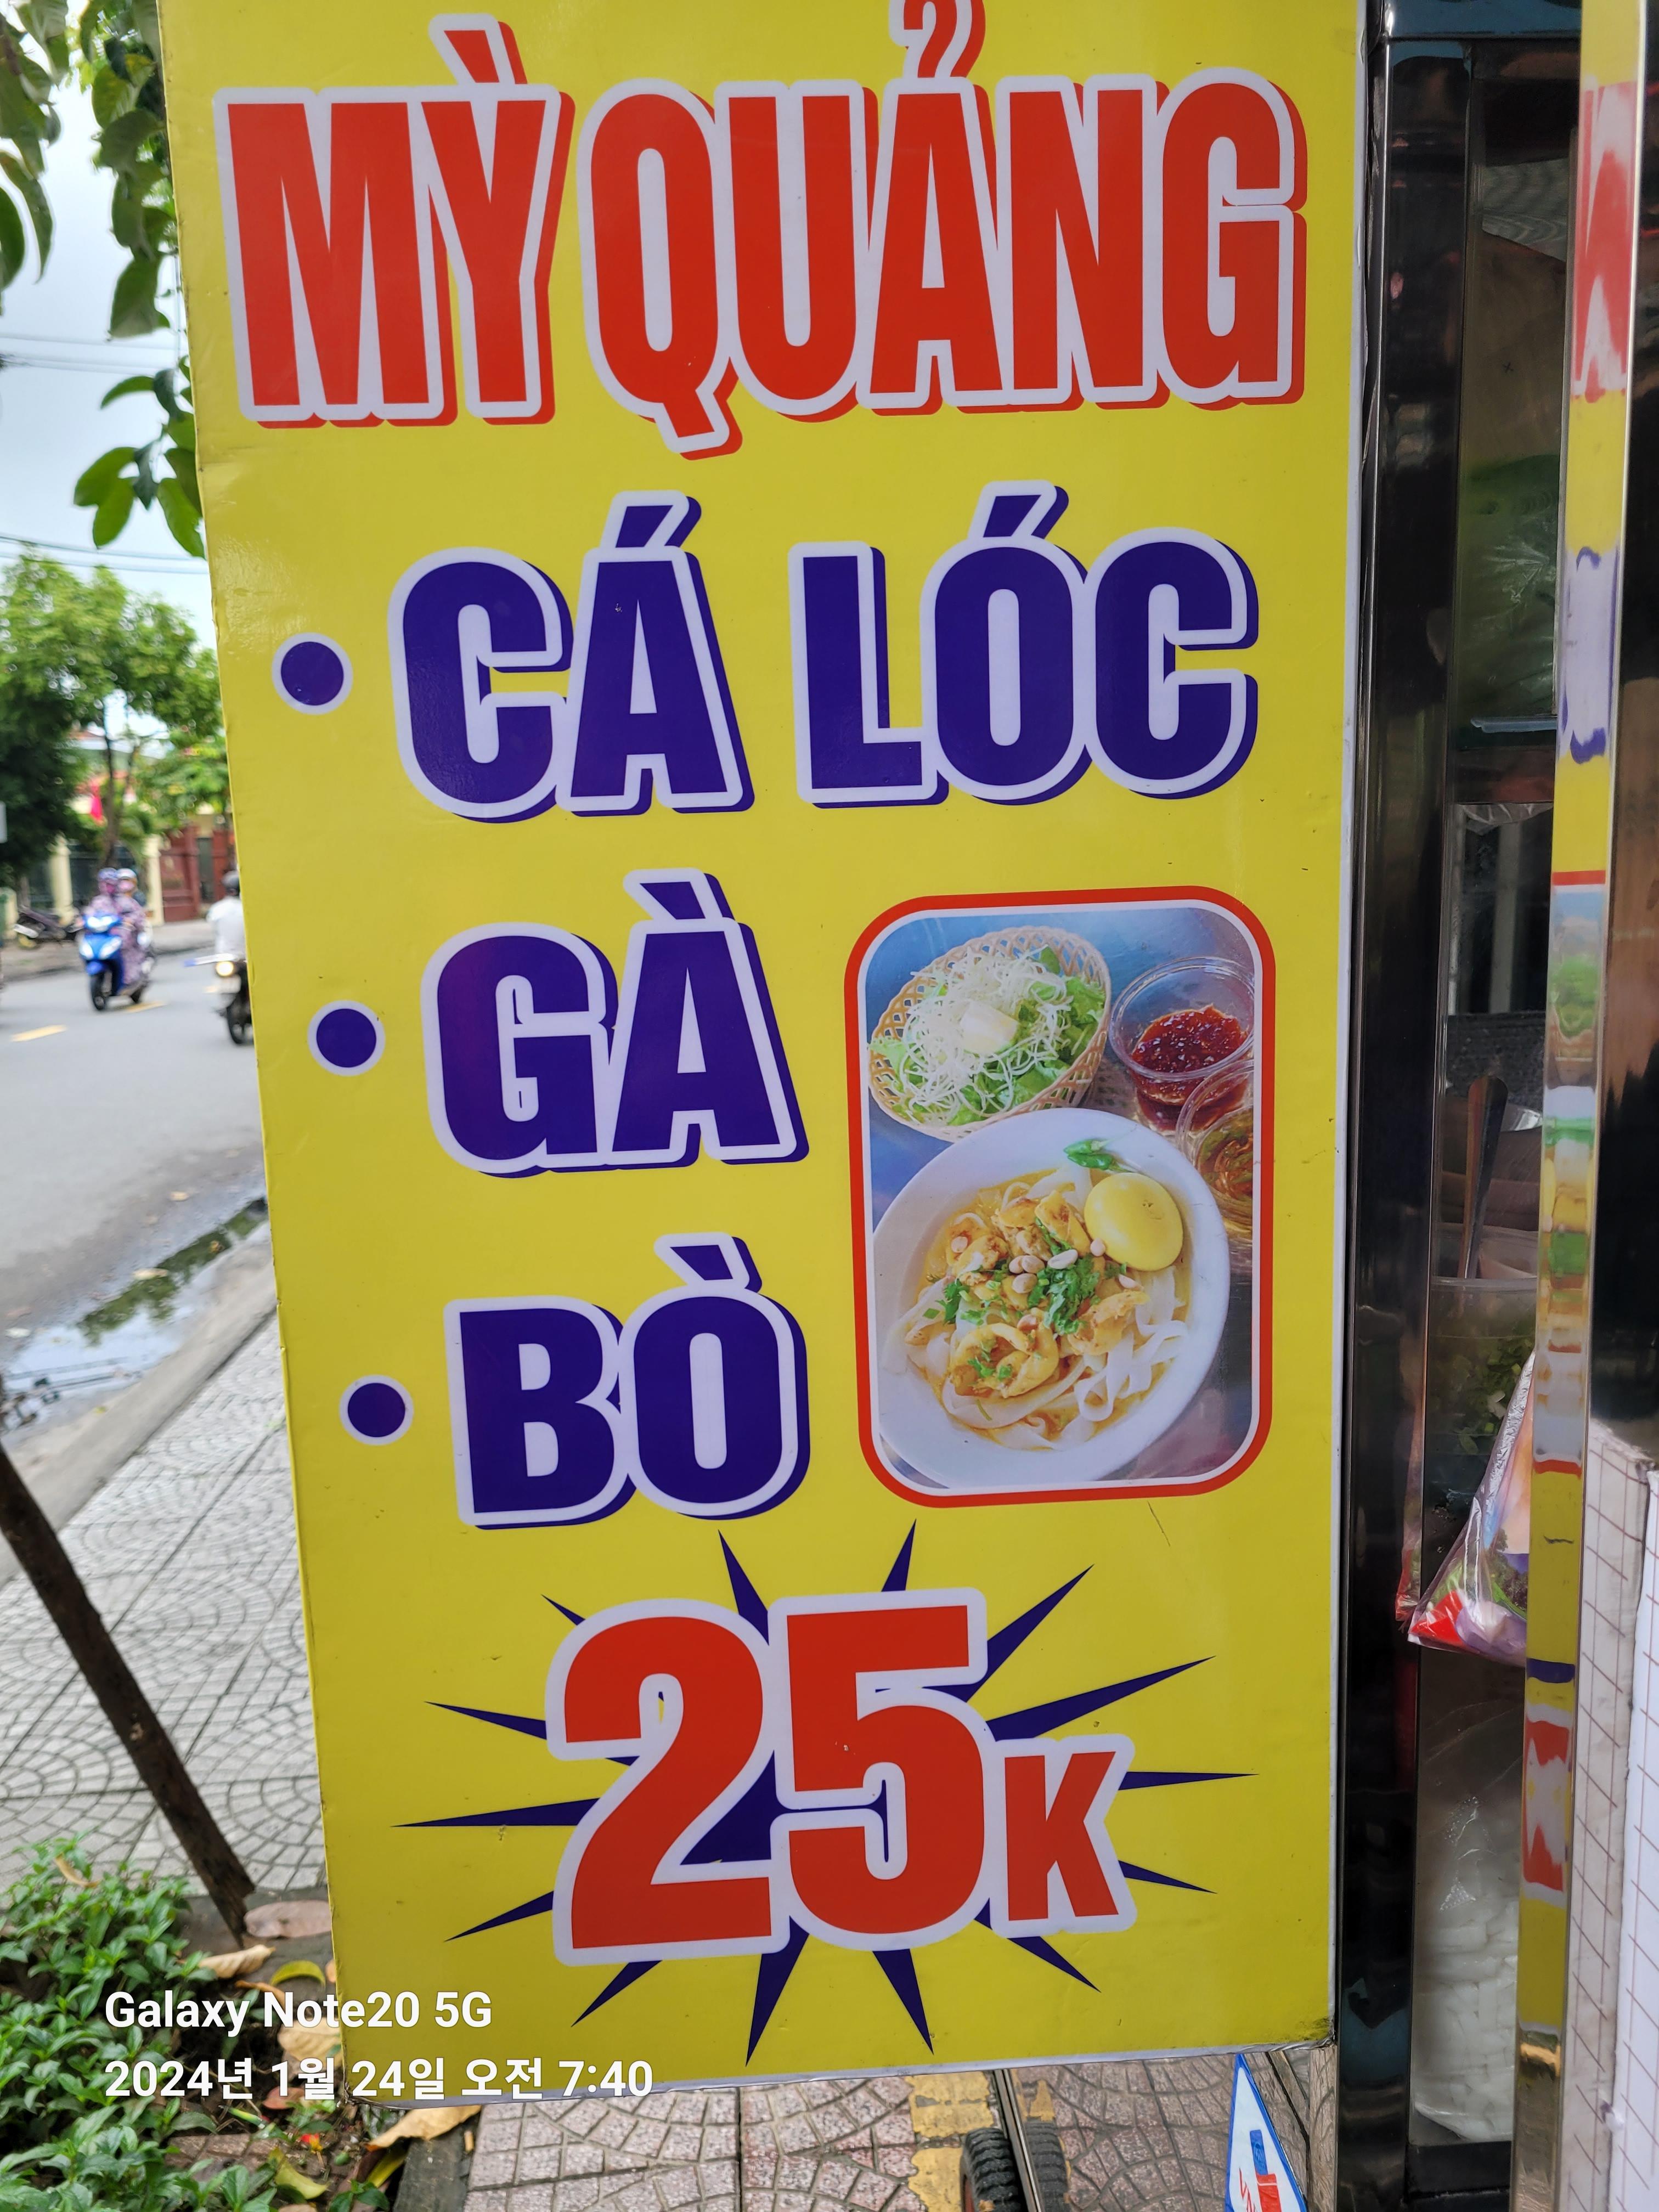 MỲ QUẢNG
• CÁ LÓC
• GÀ
• BÒ
25K
Galaxy Note20 5G
2024년 1월 24일 오전 7:40